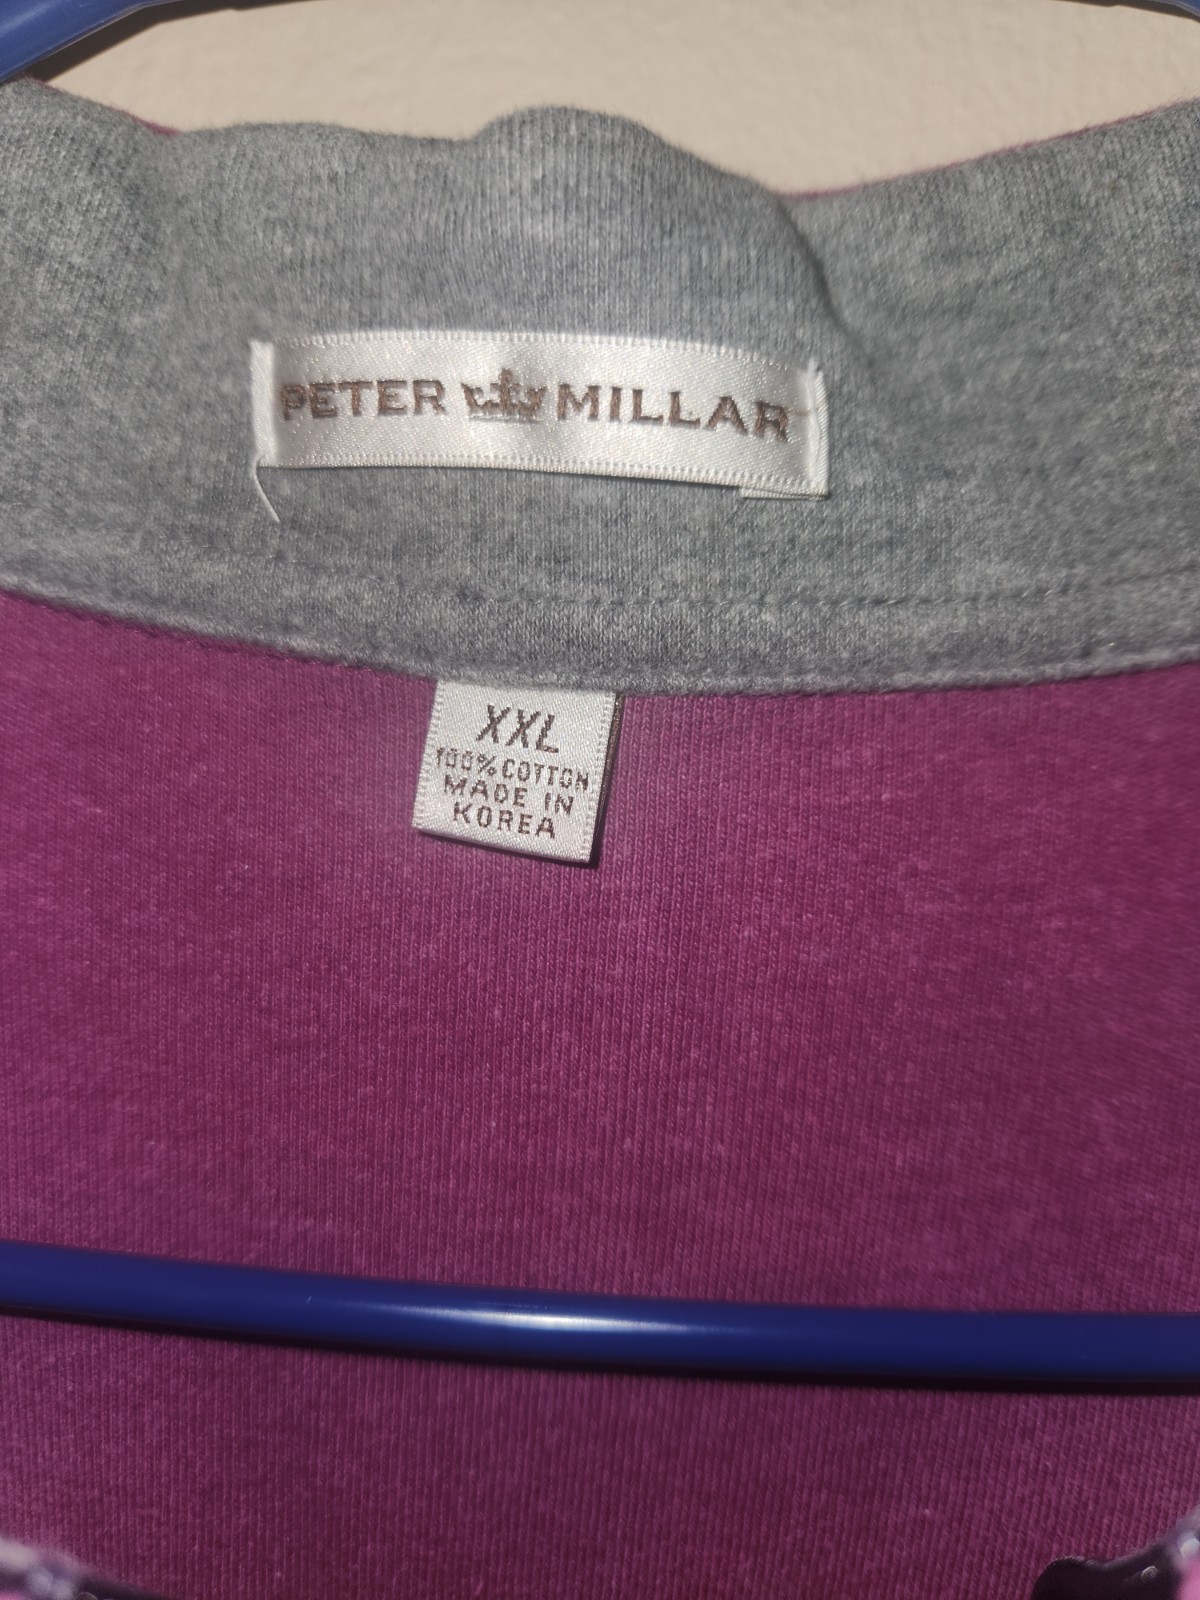 PETER MILLAR
XXL
100% COTTON
MADE IN
KOREA